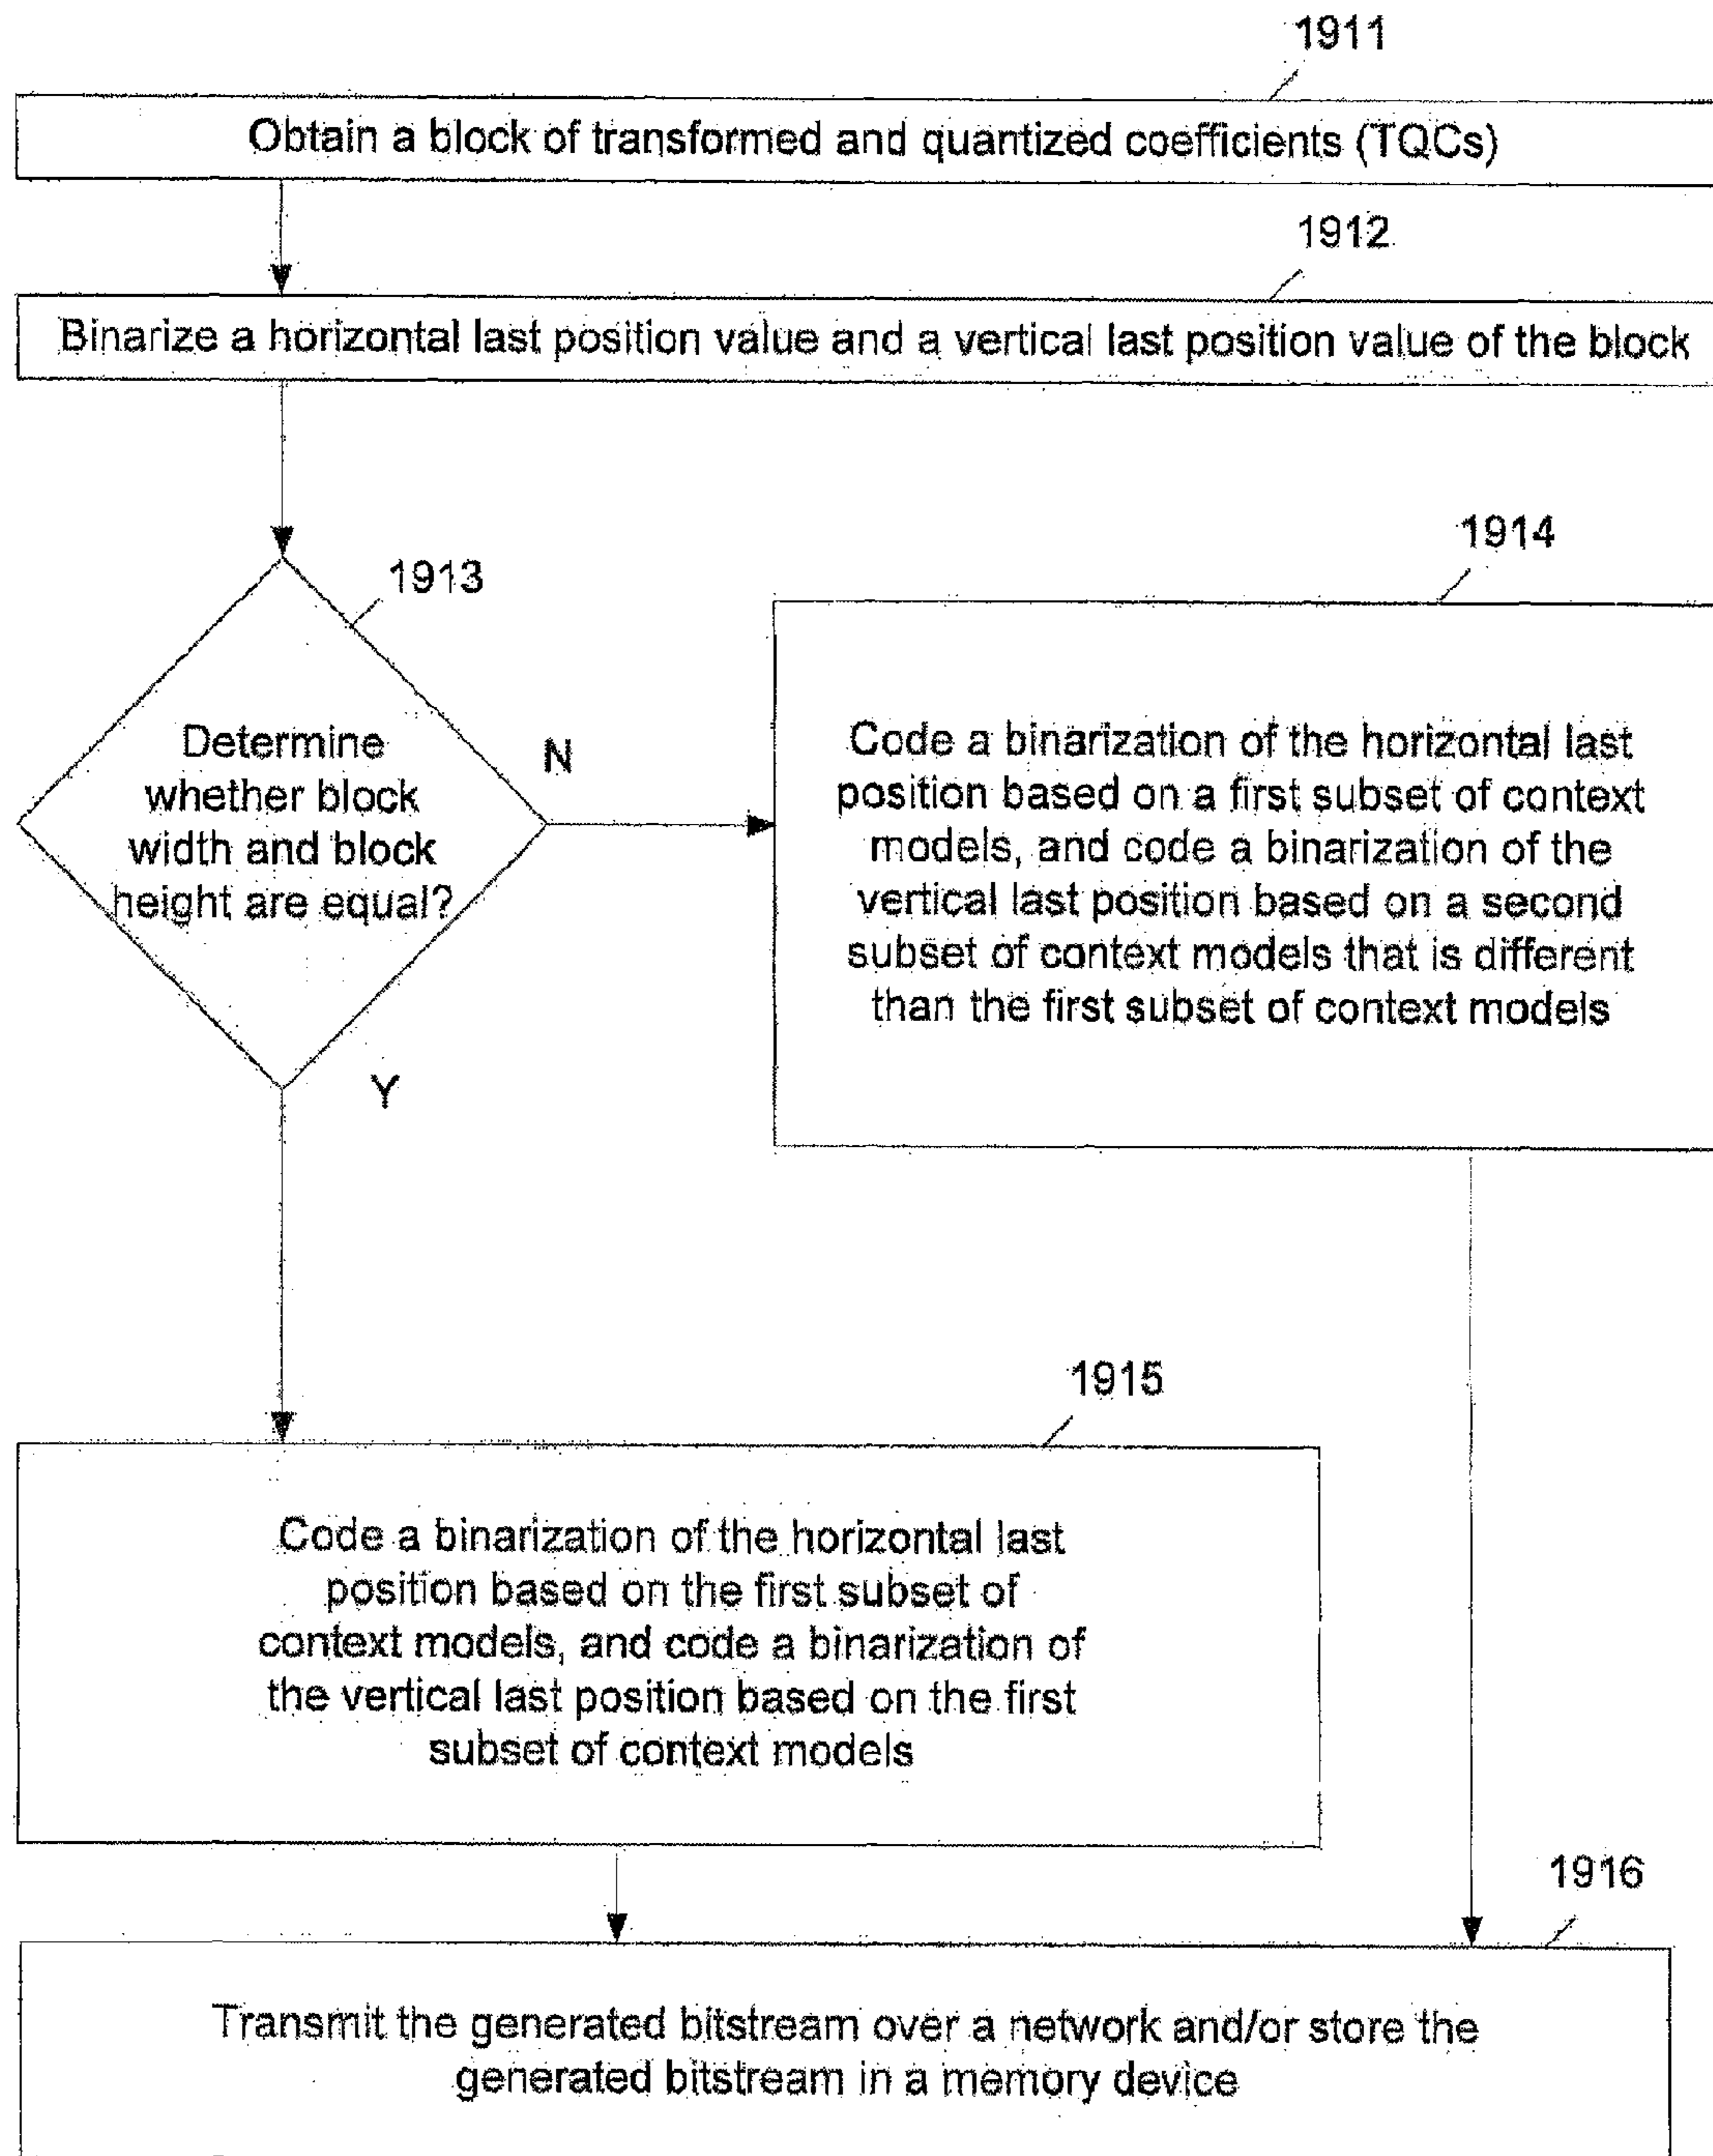 1911
Obtain a block of transformed and quantized coefficients (TQCs)
1912
Binarize a horizontal last position value and a vertical last position value of the block
1913
Determine
whether block
width and block
height are equal?
N
Y
1914
Code a binarization of the horizontal last
position based on a first subset of context
models, and code a binarization of the
vertical last position based on a second
subset of context models that is different
than the first subset of context models
1915
Code a binarization of the horizontal last
position based on the first subset of
context models, and code a binarization of
the vertical last position based on the first
subset of context models
1916
Transmit the generated bitstream over a network and/or store the
generated bitstream in a memory device